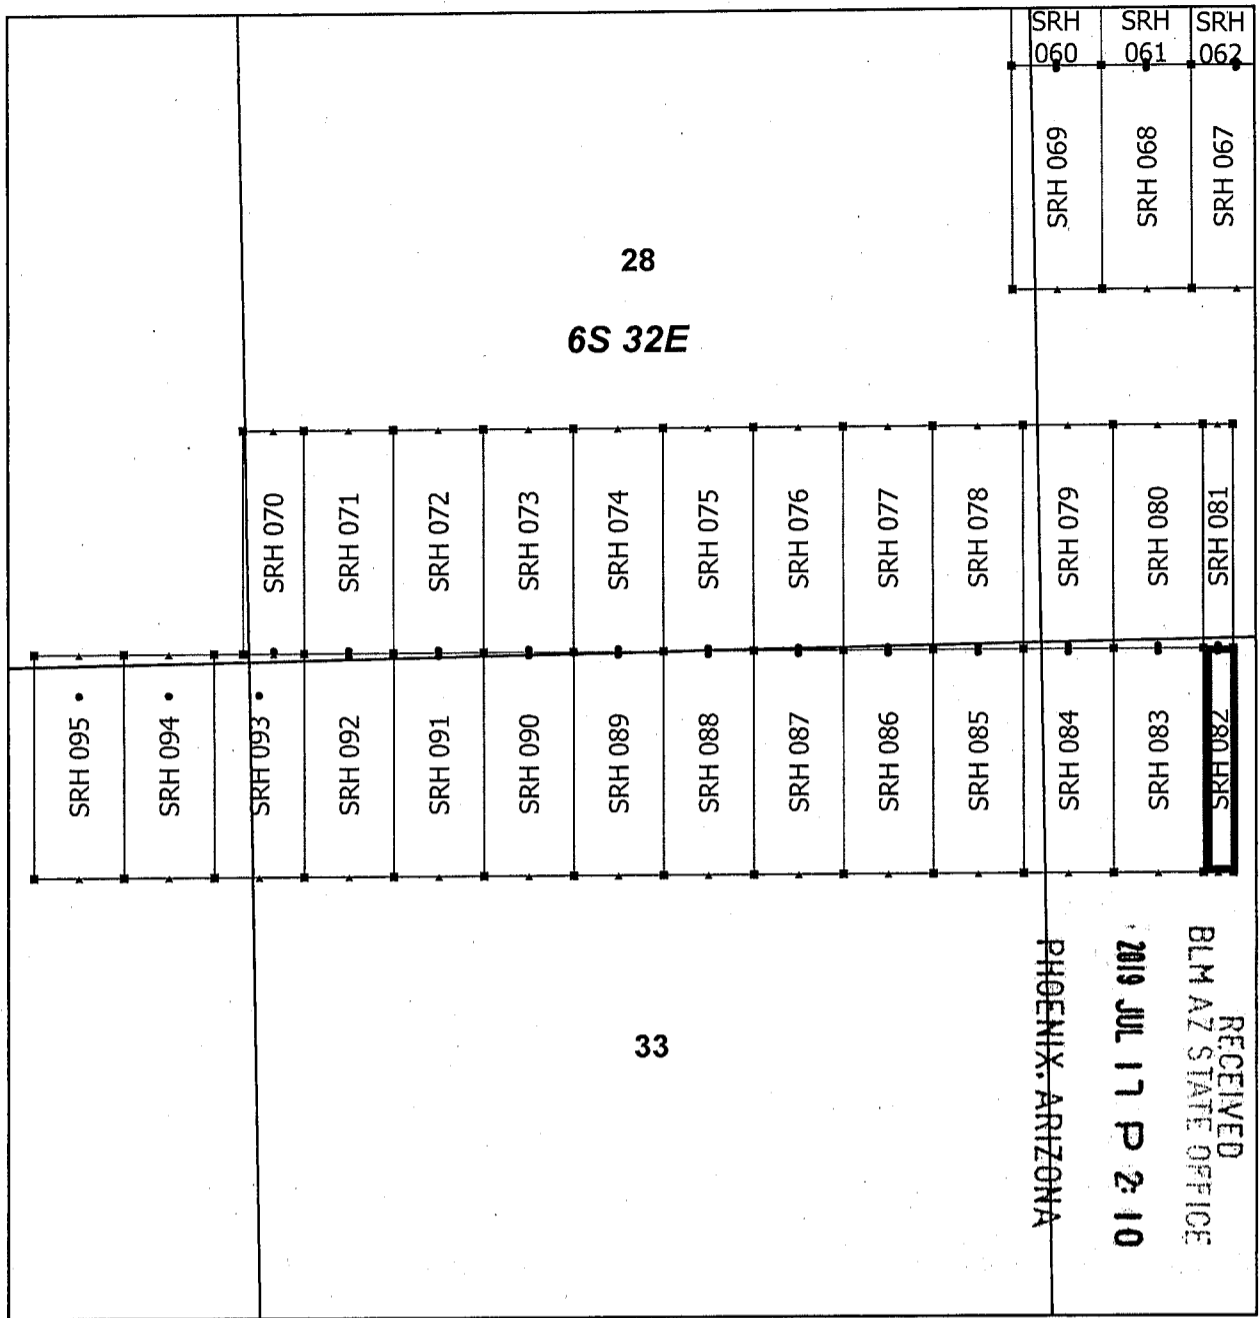 SRH
060
SRH
061
SRH
062
SRH 069
SRH 068
SRH 067
28
6S 32E
SRH 070
SRH 071
SRH 072
SRH 073
SRH 074
SRH 075
SRH 076
SRH 077
SRH 078
SRH 079
SRH 080
SRH 081
SRH 095
SRH 094
SRH 093
SRH 092
SRH 091
SRH 090
SRH 089
SRH 088
SRH 087
SRH 086
SRH 085
SRH 084
SRH 083
SRH 082
33
RECEIVED
BLM AZ STATE OFFICE
2019 JUL 17 P 2:10
PHOENIX, ARIZONA